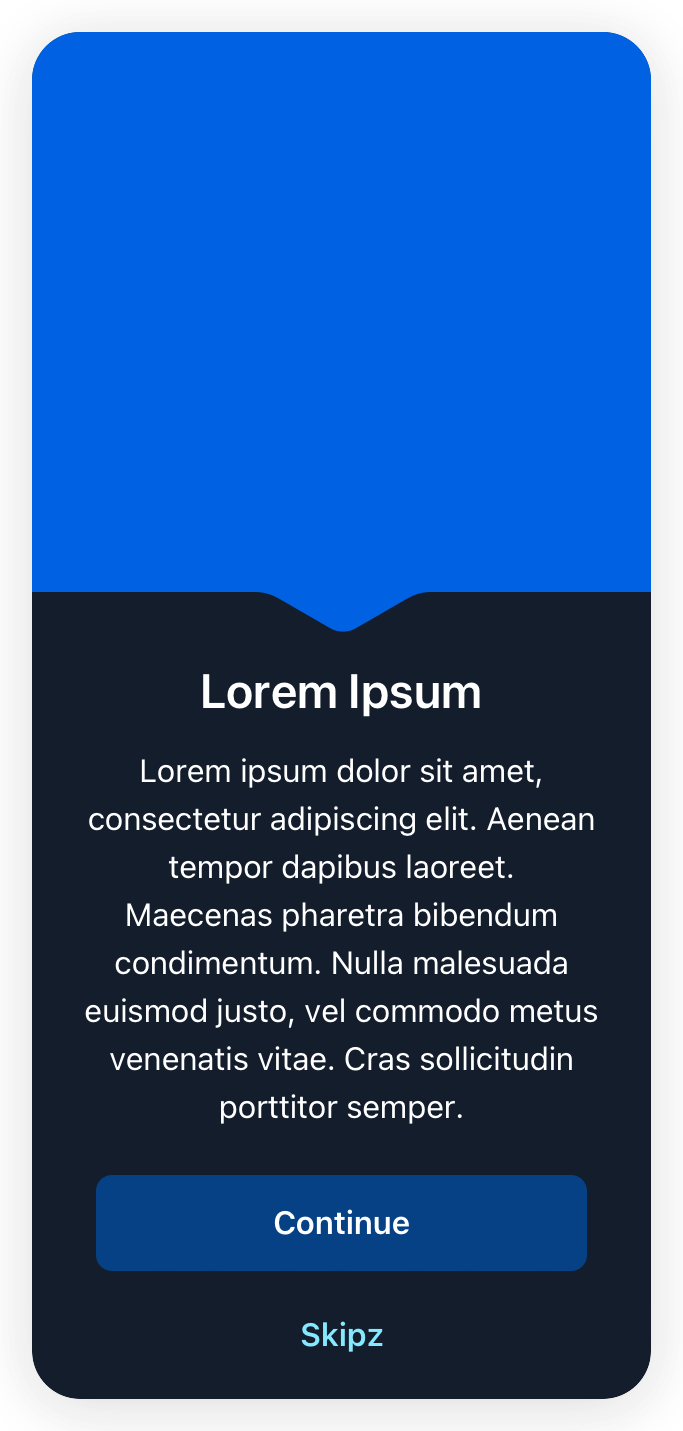 Lorem Ipsum
Lorem ipsum dolor sit amet,
consectetur adipiscing elit. Aenean
tempor dapibus laoreet.
Maecenas pharetra bibendum
condimentum. Nulla malesuada
euismod justo, vel commodo metus
venenatis vitae. Cras sollicitudin
porttitor semper.
Continue
Skipz